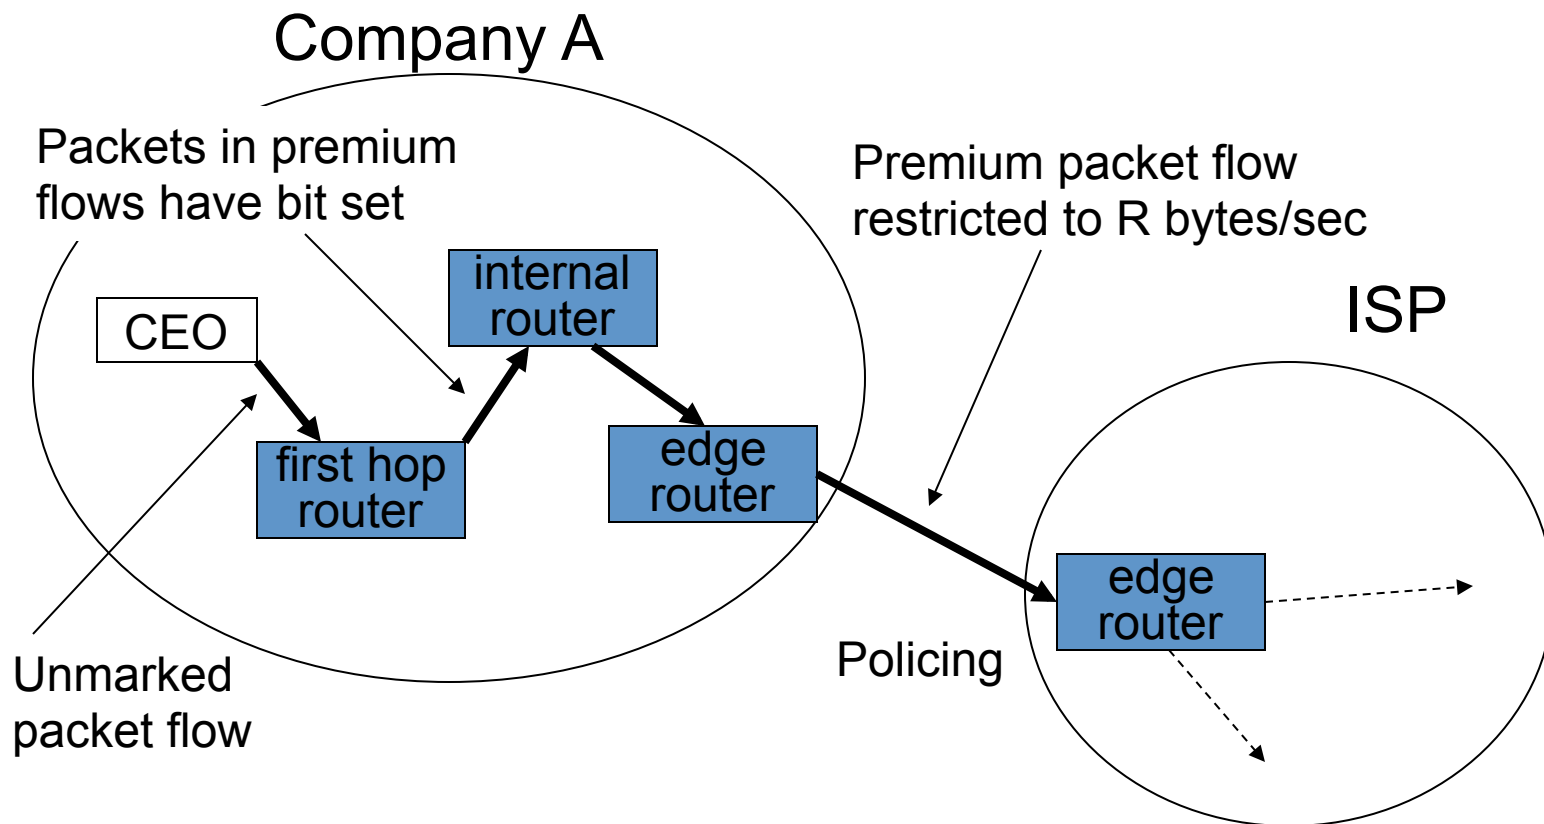 Company A
Packets in premium
flows have bit set
Premium packet flow
restricted to R bytes/sec
internal
router
ISP
CEO
first hop
router
edge
router
edge
router
Policing
Unmarked
packet flow